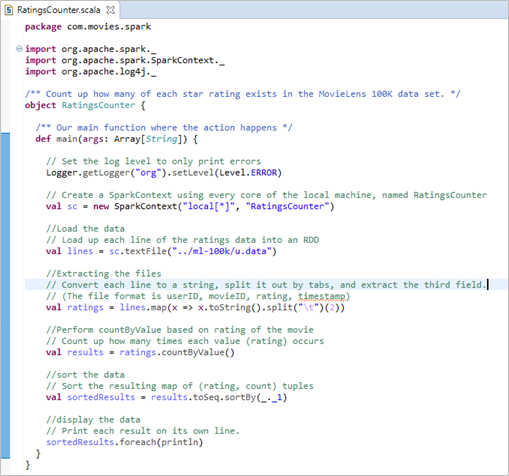 RatingsCounter.scala
package com.movies.spark
import org.apache.spark._
import org.apache.spark.SparkContext._
import org.apache.log4j._
/** Count up how many of each star rating exists in the MovieLens 100K data set. */
object RatingsCounter {
/** Our main function where the action happens */
def main(args: Array[String]) {
// Set the log level to only print errors
Logger.getLogger("org").setLevel(Level.ERROR)
// Create a SparkContext using every core of the local machine, named RatingsCounter
val sc = new SparkContext("local[*]", "RatingsCounter")
//Load the data
// Load up each line of the ratings data into an RDD
val lines = sc.textFile("../ml-100k/u.data")
//Extracting the files
// Convert each line to a string, split it out by tabs, and extract the third field.
// (The file format is userID, movieID, rating, timestamp)
val ratings = lines.map(x => x.toString().split("\t")(2))
//Perform countByValue based on rating of the movie
// Count up how many times each value (rating) occurs
val results = ratings.countByValue()
//sort the data
// Sort the resulting map of (rating, count) tuples
val sortedResults = results.toSeq.sortBy(_._1)
//display the data
// Print each result on its own line.
sortedResults.foreach(println)
}
}